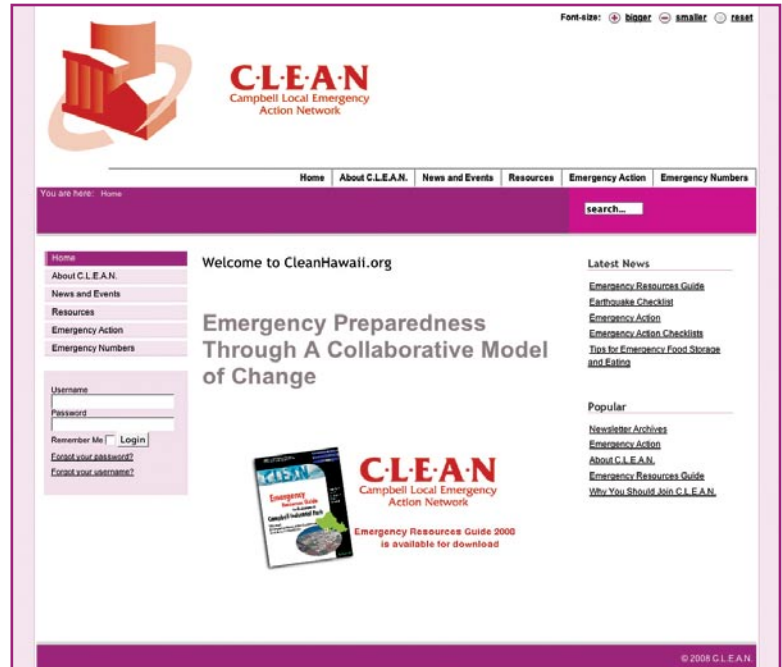 Font-size: bigger smaller reset
C·L·E·A·N
Campbell Local Emergency
Action Network
Home About C.L.E.A.N. News and Events Resources Emergency Action Emergency Numbers
You are here: Home
search...
Home
About C.L.E.A.N.
News and Events
Resources
Emergency Action
Emergency Numbers
Username
Password
Remember Me Login
Forgot your password?
Forgot your username?
Welcome to CleanHawaii.org
Emergency Preparedness
Through A Collaborative Model
of Change
CLEAN
Emergency
Resources Guide
Campbell Industrial Park
C·L·E·A·N
Campbell Local Emergency
Action Network
Emergency Resources Guide 2008
is available for download
Latest News
Emergency Resources Guide
Earthquake Checklist
Emergency Action
Emergency Action Checklists
Tips for Emergency Food Storage
and Eating
Popular
Newsletter Archives
Emergency Action
About C.L.E.A.N.
Emergency Resources Guide
Why You Should Join C.L.E.A.N.
© 2008 C.L.E.A.N.